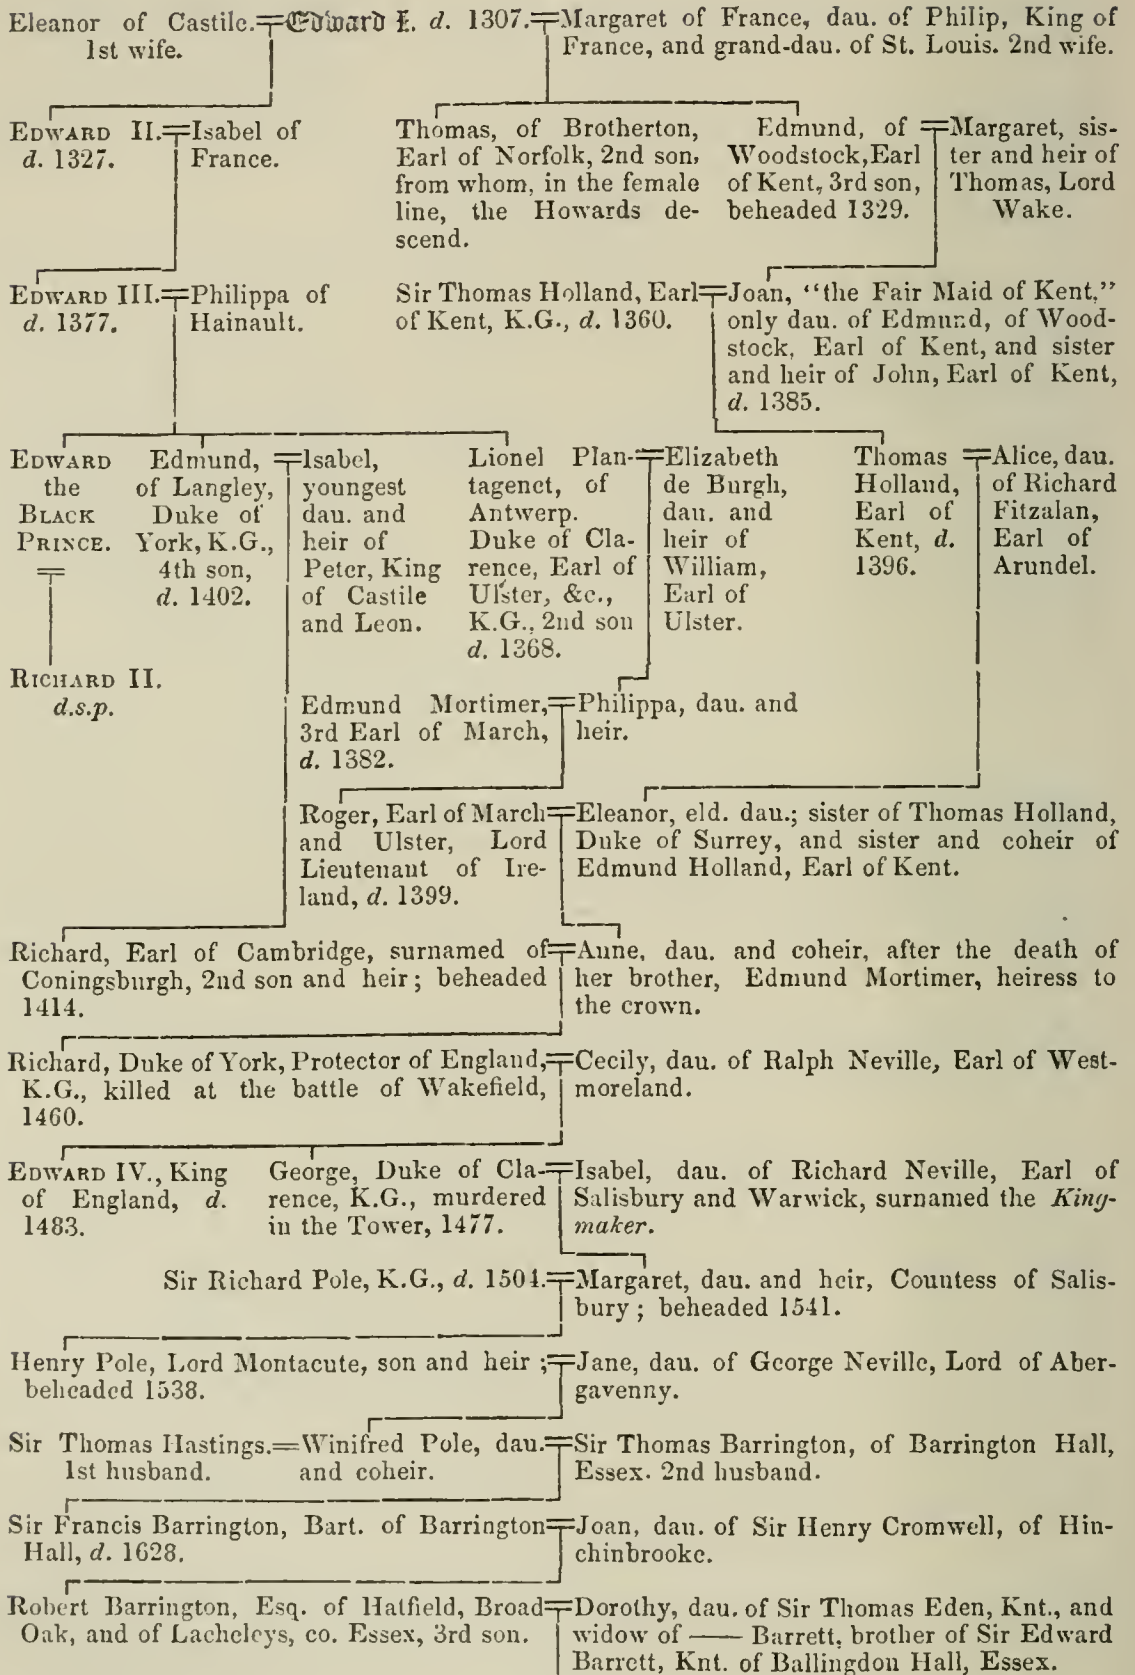 Eleanor of Castile.=Edward I. d. 1307.=Margaret of France, dau. of Philip, King of
1st wife.
France, and grand-dau. of St. Louis. 2nd wife.
EDWARD II.=Isabel of
d. 1327.
France.
Thomas, of Brotherton,
Earl of Norfolk, 2nd son,
from whom, in the female
line, the Howards de-
scend.
Edmund, of
Woodstock, Earl
of Kent, 3rd son,
beheaded 1329.
=Margaret, sis-
ter and heir of
Thomas, Lord
Wake.
EDWARD III.=Philippa of
d. 1377.
Hainault.
Sir Thomas Holland, Earl
of Kent, K.G., d. 1360.
=Joan, "the Fair Maid of Kent,"
only dau. of Edmund, of Wood-
stock, Earl of Kent, and sister
and heir of John, Earl of Kent,
d. 1385.
EDWARD
the
BLACK
PRINCE.
=
RICHARD II.
d.s.p.
Edmund,
of Langley,
Duke of
York, K.G.,
4th son,
d. 1402.
=Isabel,
youngest
dau. and
heir of
Peter, King
of Castile
and Leon.
Lionel Plan-
tagenet, of
Antwerp.
Duke of Cla-
rence, Earl of
Ulster, &c.,
K.G., 2nd son
d. 1368.
=Elizabeth
de Burgh,
dau. and
heir of
William,
Earl of
Ulster.
Thomas
Holland,
Earl of
Kent, d.
1396.
=Alice, dau.
of Richard
Fitzalan,
Earl of
Arundel.
Edmund Mortimer,
3rd Earl of March,
d. 1382.
=Philippa, dau. and
heir.
Roger, Earl of March
and Ulster, Lord
Lieutenant of Ire-
land, d. 1399.
=Eleanor, eld. dau.; sister of Thomas Holland,
Duke of Surrey, and sister and coheir of
Edmund Holland, Earl of Kent.
Richard, Earl of Cambridge, surnamed of
Coningsburgh, 2nd son and heir; beheaded
1414.
=Anne, dau. and coheir, after the death of
her brother, Edmund Mortimer, heiress to
the crown.
Richard, Duke of York, Protector of England,
K.G., killed at the battle of Wakefield,
1460.
=Cecily, dau. of Ralph Neville, Earl of West-
moreland.
EDWARD IV., King
of England, d.
1483.
George, Duke of Cla-
rence, K.G., murdered
in the Tower, 1477.
=Isabel, dau. of Richard Neville, Earl of
Salisbury and Warwick, surnamed the King-
maker.
Sir Richard Pole, K.G., d. 1504.
=Margaret, dau. and heir, Countess of Salis-
bury; beheaded 1541.
Henry Pole, Lord Montacute, son and heir;
beheaded 1538.
=Jane, dau. of George Neville, Lord of Aber-
gavenny.
Sir Thomas Hastings.=Winifred Pole, dau.
1st husband.
and coheir.
=Sir Thomas Barrington, of Barrington Hall,
Essex. 2nd husband.
Sir Francis Barrington, Bart. of Barrington
Hall, d. 1628.
=Joan, dau. of Sir Henry Cromwell, of Hin-
chinbrooke.
Robert Barrington, Esq. of Hatfield, Broad
Oak, and of Lacheleys, co. Essex, 3rd son.
=Dorothy, dau. of Sir Thomas Eden, Knt., and
widow of —— Barrett, brother of Sir Edward
Barrett, Knt. of Ballingdon Hall, Essex.